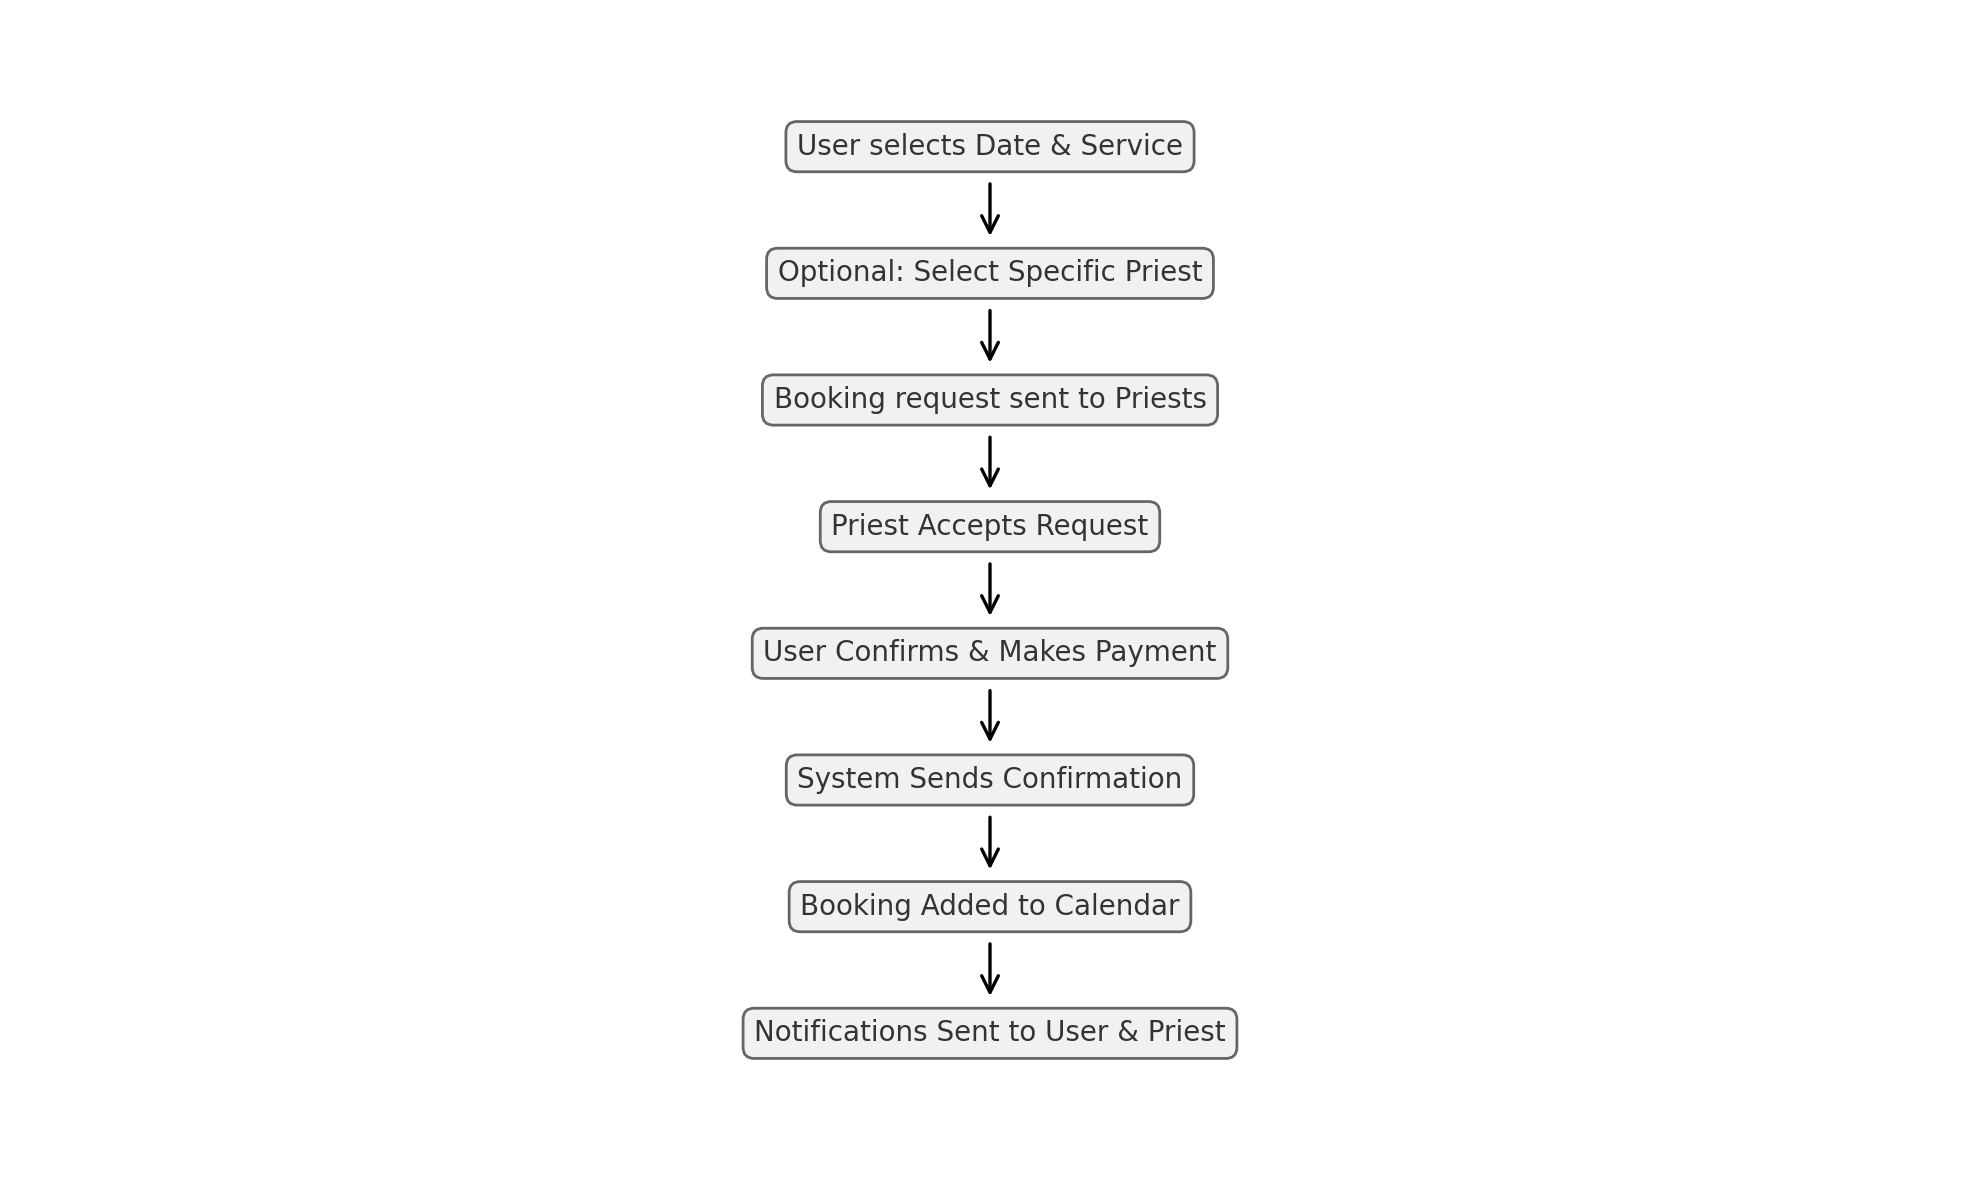 User selects Date & Service
Optional: Select Specific Priest
Booking request sent to Priests
Priest Accepts Request
User Confirms & Makes Payment
System Sends Confirmation
Booking Added to Calendar
Notifications Sent to User & Priest